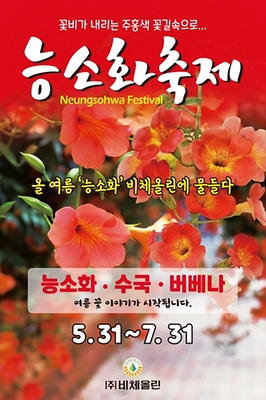 꽃비가 내리는 주홍색 꽃길속으로...
능소화축제
Neungsohwa Festival
올 여름 '능소화' 비체올린에 물들다
능소화 · 수국 · 버베나
여름 꽃 이야기가 시작됩니다.
5.31~7.31
(주)비체올린